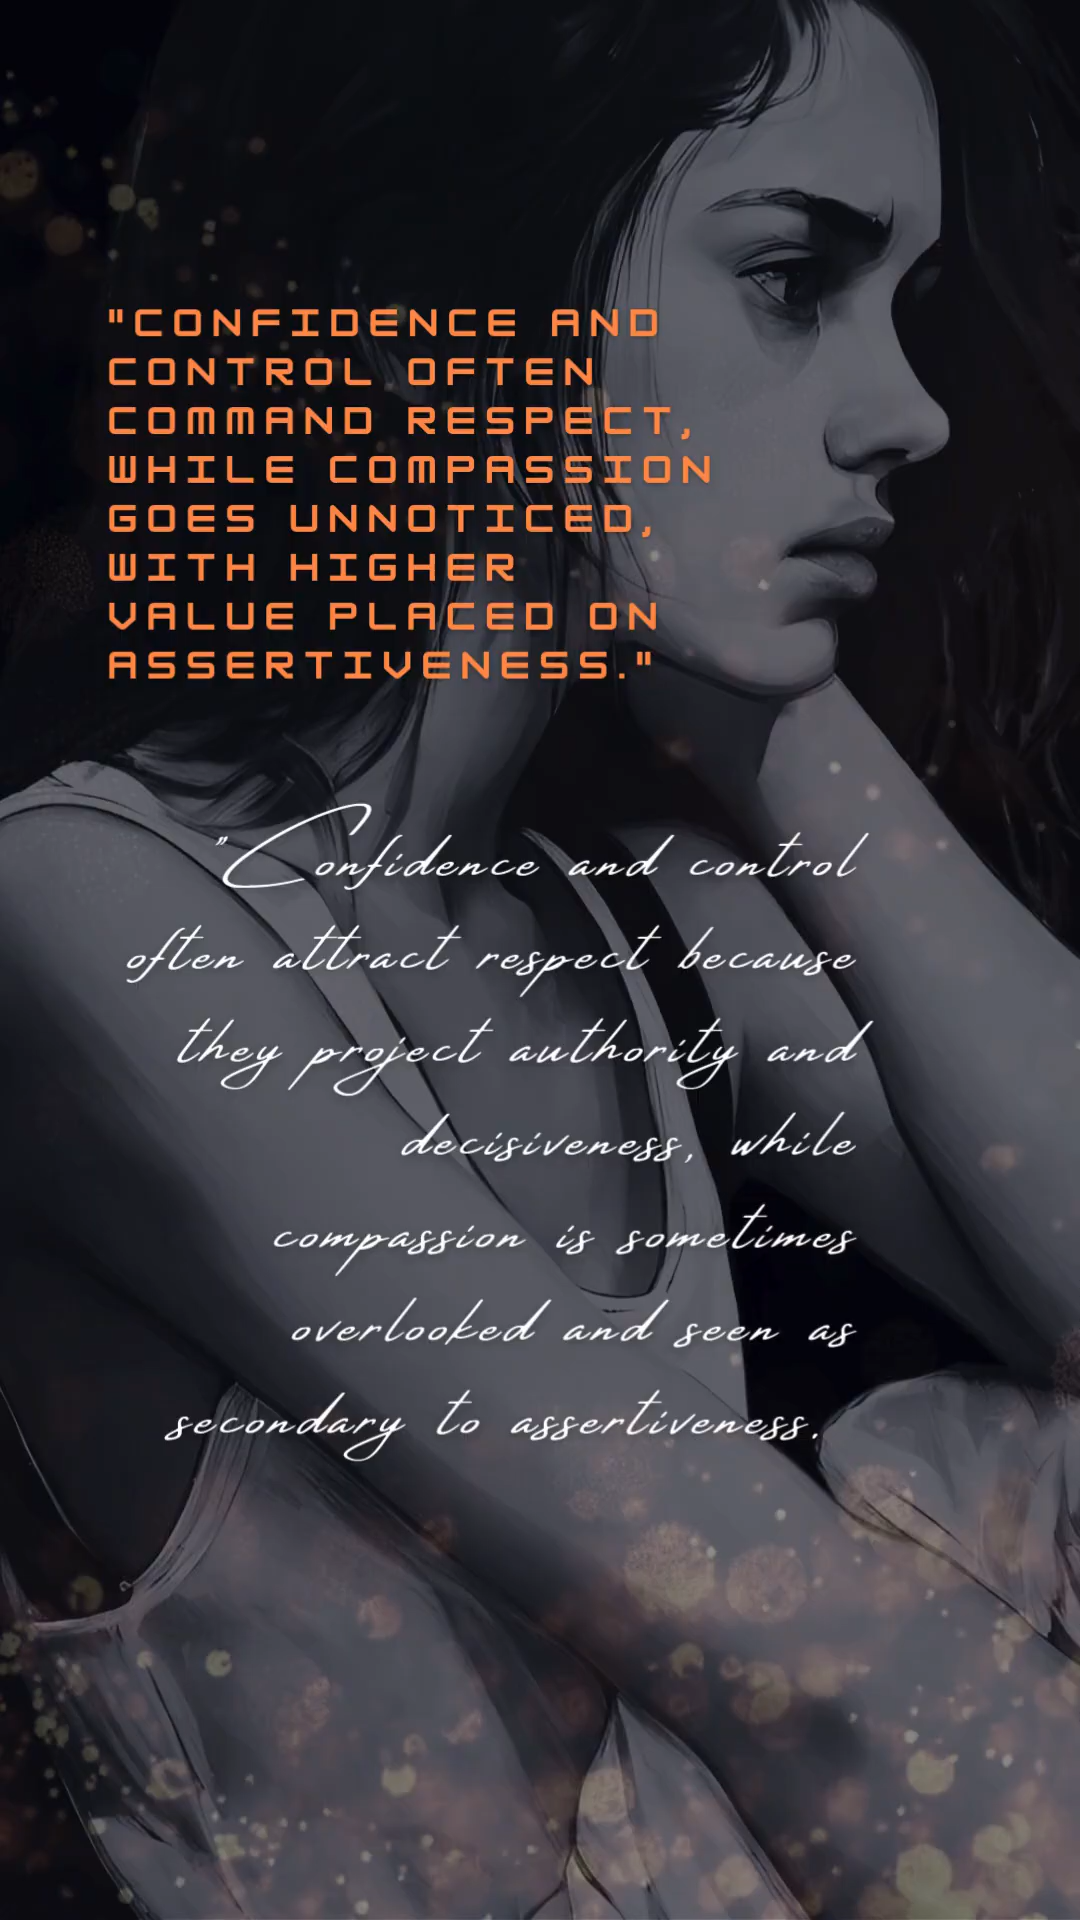 "CONFIDENCE AND
CONTROL OFTEN
COMMAND RESPECT,
WHILE COMPASSION
GOES UNNOTICED,
WITH HIGHER
VALUE PLACED ON
ASSERTIVENESS."
"Confidence and control
often attract respect because
they project authority and
decisiveness, while
compassion is sometimes
overlooked and seen as
secondary to assertiveness.